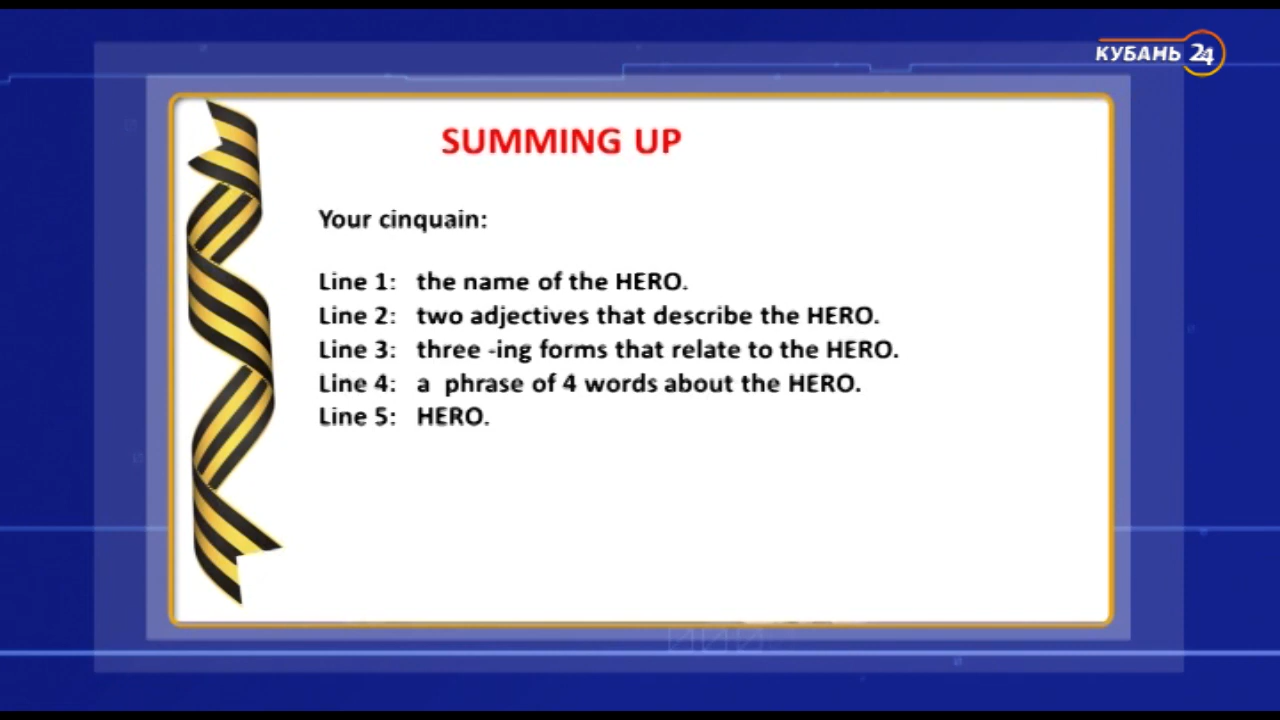 КУБАНЬ 24
SUMMING UP
Your cinquain:
Line 1: the name of the HERO.
Line 2: two adjectives that describe the HERO.
Line 3: three -ing forms that relate to the HERO.
Line 4: a phrase of 4 words about the HERO.
Line 5: HERO.